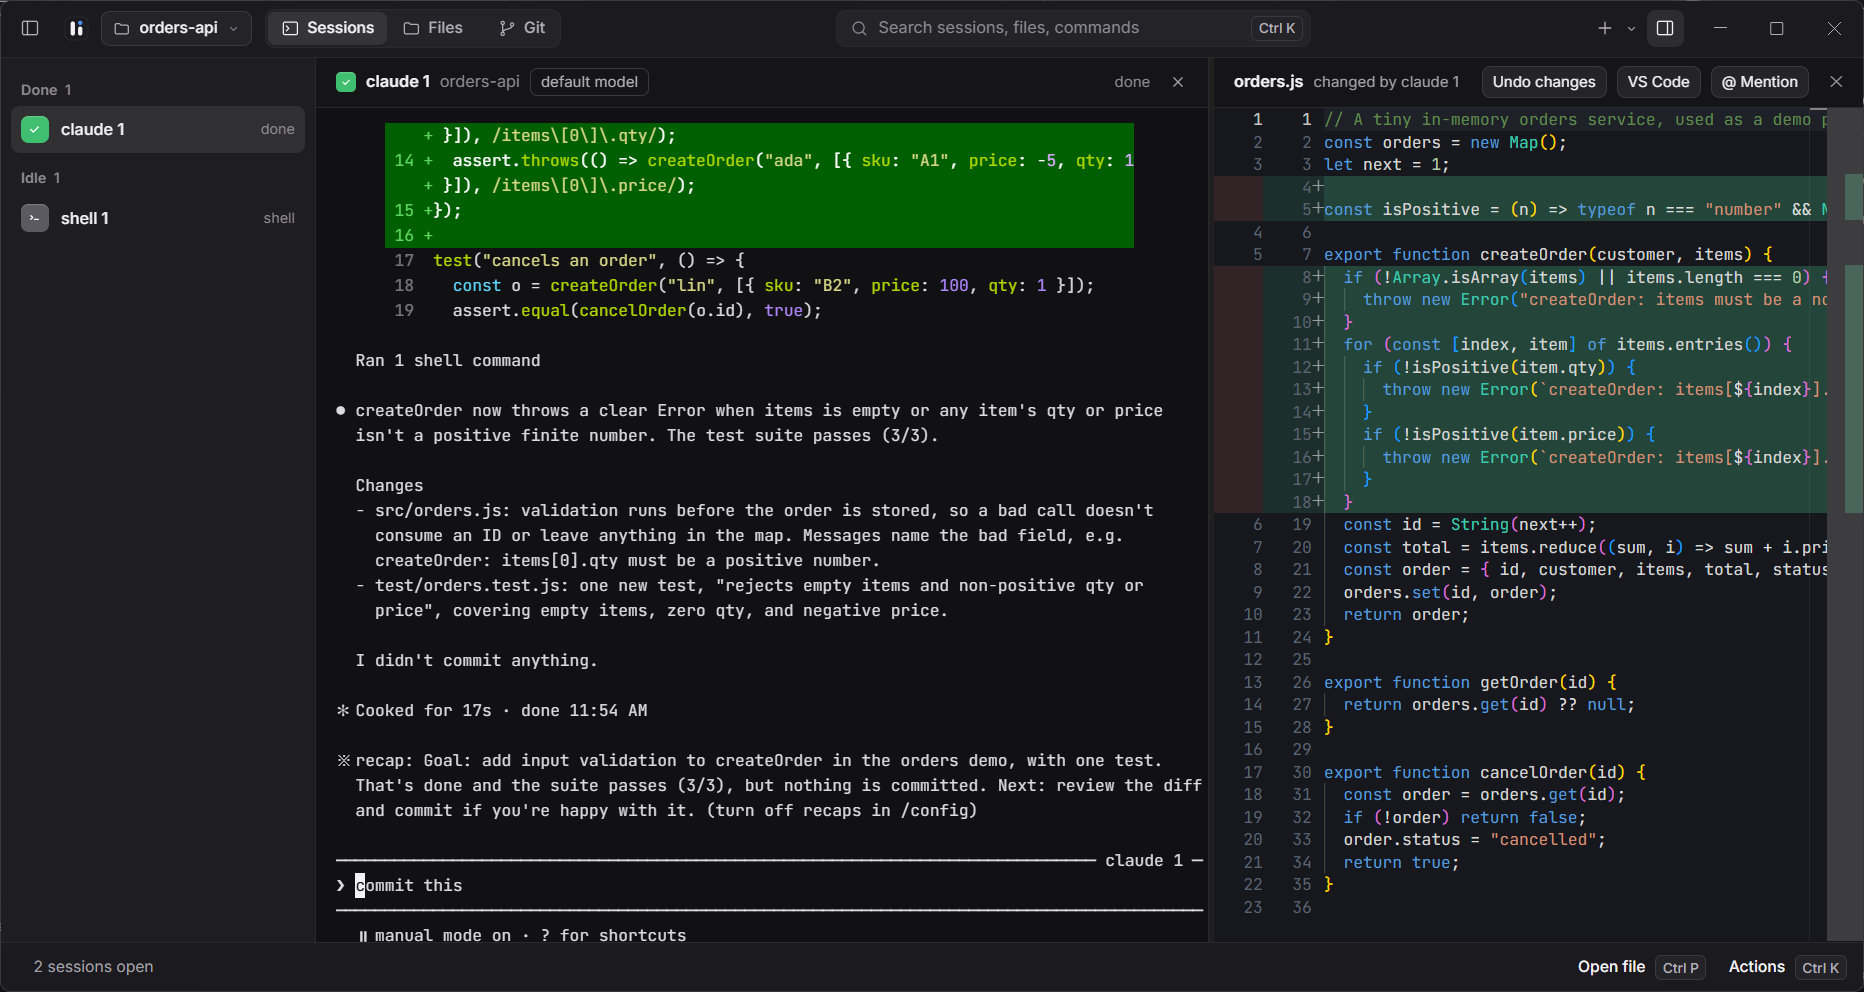 orders-api
Sessions
Files
Git
Search sessions, files, commands
Ctrl K
Done 1
claude 1
done
Idle 1
shell 1
shell
claude 1 orders-api default model
done
+ }]), /items\[0\]\.qty/);
14 +  assert.throws(() => createOrder("ada", [{ sku: "A1", price: -5, qty: 1
+ }]), /items\[0\]\.price/);
15 +});
16 +
17 test("cancels an order", () => {
18   const o = createOrder("lin", [{ sku: "B2", price: 100, qty: 1 }]);
19   assert.equal(cancelOrder(o.id), true);
Ran 1 shell command
● createOrder now throws a clear Error when items is empty or any item's qty or price
isn't a positive finite number. The test suite passes (3/3).
Changes
- src/orders.js: validation runs before the order is stored, so a bad call doesn't
consume an ID or leave anything in the map. Messages name the bad field, e.g.
createOrder: items[0].qty must be a positive number.
- test/orders.test.js: one new test, "rejects empty items and non-positive qty or
price", covering empty items, zero qty, and negative price.
I didn't commit anything.
✻ Cooked for 17s · done 11:54 AM
※ recap: Goal: add input validation to createOrder in the orders demo, with one test.
That's done and the suite passes (3/3), but nothing is committed. Next: review the diff
and commit if you're happy with it. (turn off recaps in /config)
claude 1
❯ commit this
⏸ manual mode on · ? for shortcuts
orders.js changed by claude 1
Undo changes
VS Code
@ Mention
1 1 // A tiny in-memory orders service, used as a demo
2 2 const orders = new Map();
3 3 let next = 1;
4+
5+const isPositive = (n) => typeof n === "number" &&
4 6
5 7 export function createOrder(customer, items) {
8+  if (!Array.isArray(items) || items.length === 0) {
9+    throw new Error("createOrder: items must be a no
10+  }
11+  for (const [index, item] of items.entries()) {
12+    if (!isPositive(item.qty)) {
13+      throw new Error(`createOrder: items[${index}].
14+    }
15+    if (!isPositive(item.price)) {
16+      throw new Error(`createOrder: items[${index}].
17+    }
18+  }
6 19   const id = String(next++);
7 20   const total = items.reduce((sum, i) => sum + i.pri
8 21   const order = { id, customer, items, total, status
9 22   orders.set(id, order);
10 23   return order;
11 24 }
12 25
13 26 export function getOrder(id) {
14 27   return orders.get(id) ?? null;
15 28 }
16 29
17 30 export function cancelOrder(id) {
18 31   const order = orders.get(id);
19 32   if (!order) return false;
20 33   order.status = "cancelled";
21 34   return true;
22 35 }
23 36
2 sessions open
Open file Ctrl P
Actions Ctrl K